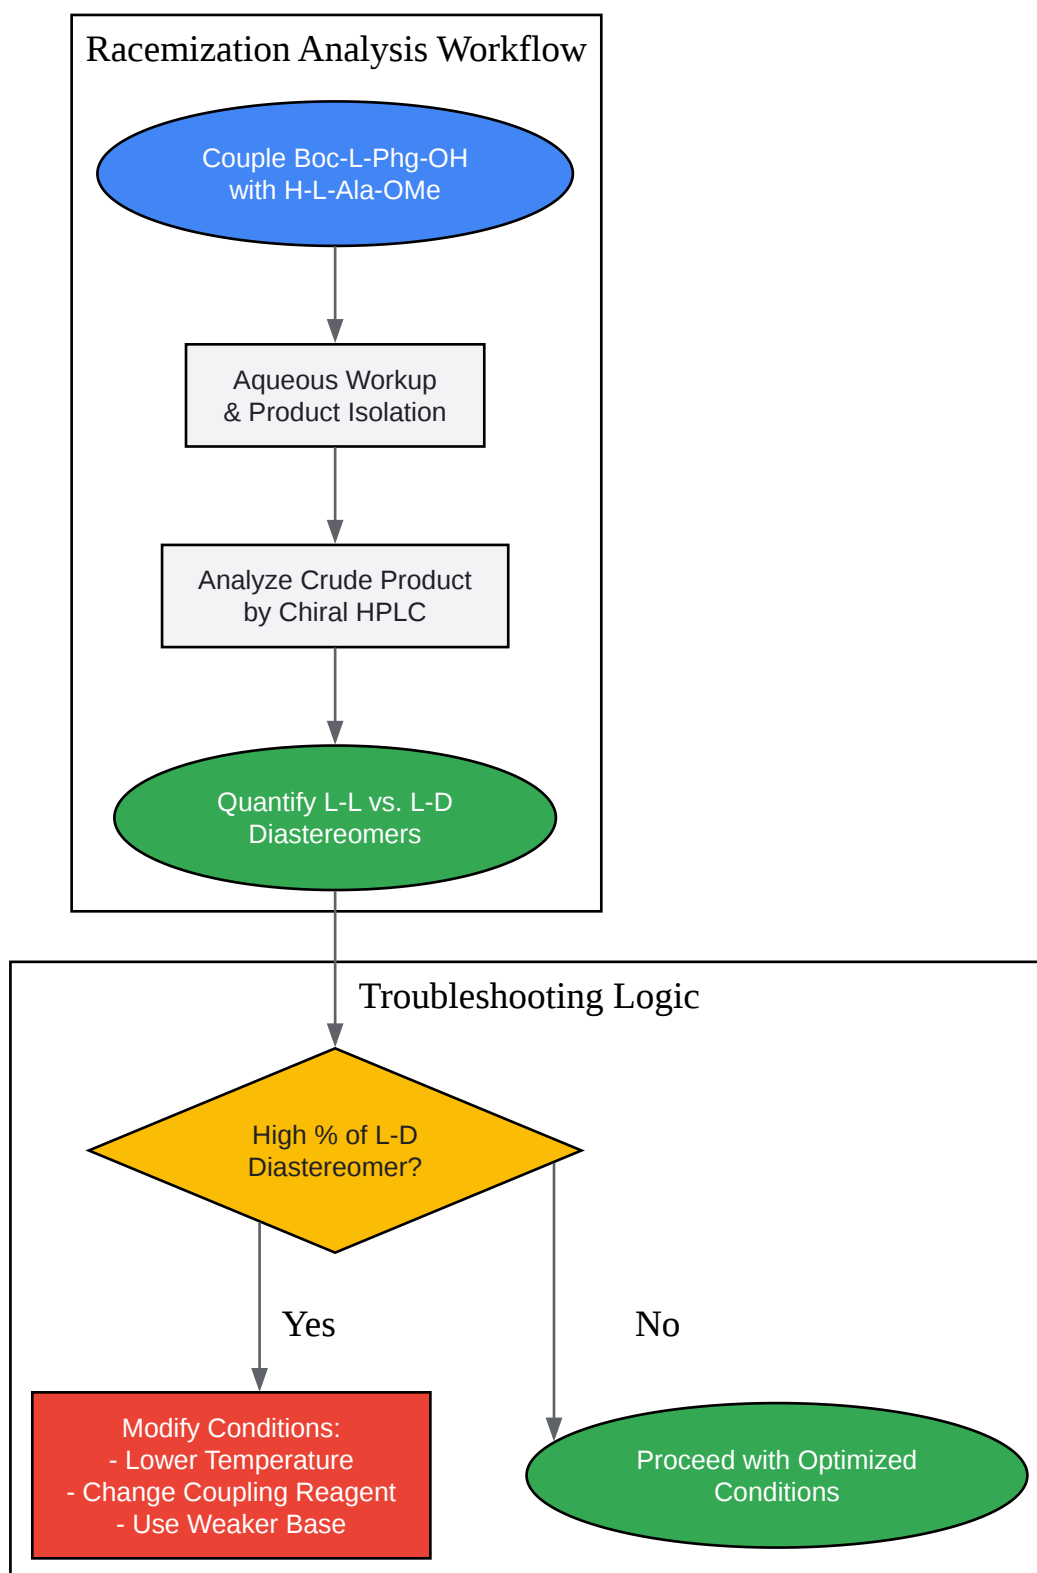 Racemization Analysis Workflow
Couple Boc-L-Phg-OH
with H-L-Ala-OMe
Aqueous Workup
& Product Isolation
Analyze Crude Product
by Chiral HPLC
Quantify L-L vs. L-D
Diastereomers
Troubleshooting Logic
High % of L-D
Diastereomer?
Yes
No
Modify Conditions:
- Lower Temperature
- Change Coupling Reagent
- Use Weaker Base
Proceed with Optimized
Conditions